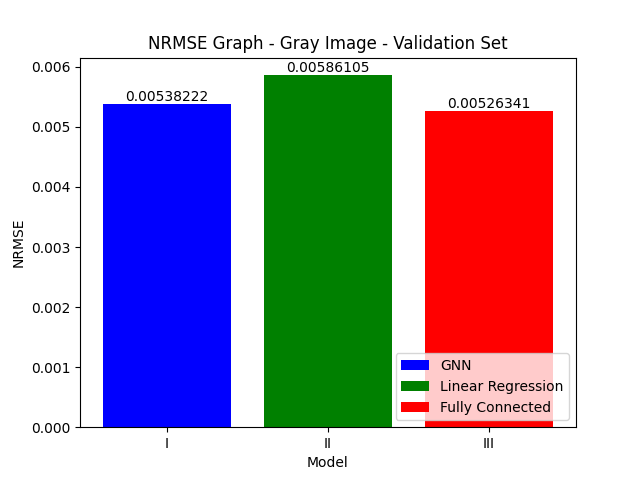 NRMSE Graph - Gray Image - Validation Set
0.006
0.005
0.004
0.003
0.002
0.001
0.000
NRMSE
0.00538222
0.00586105
0.00526341
GNN
Linear Regression
Fully Connected
I
II
III
Model